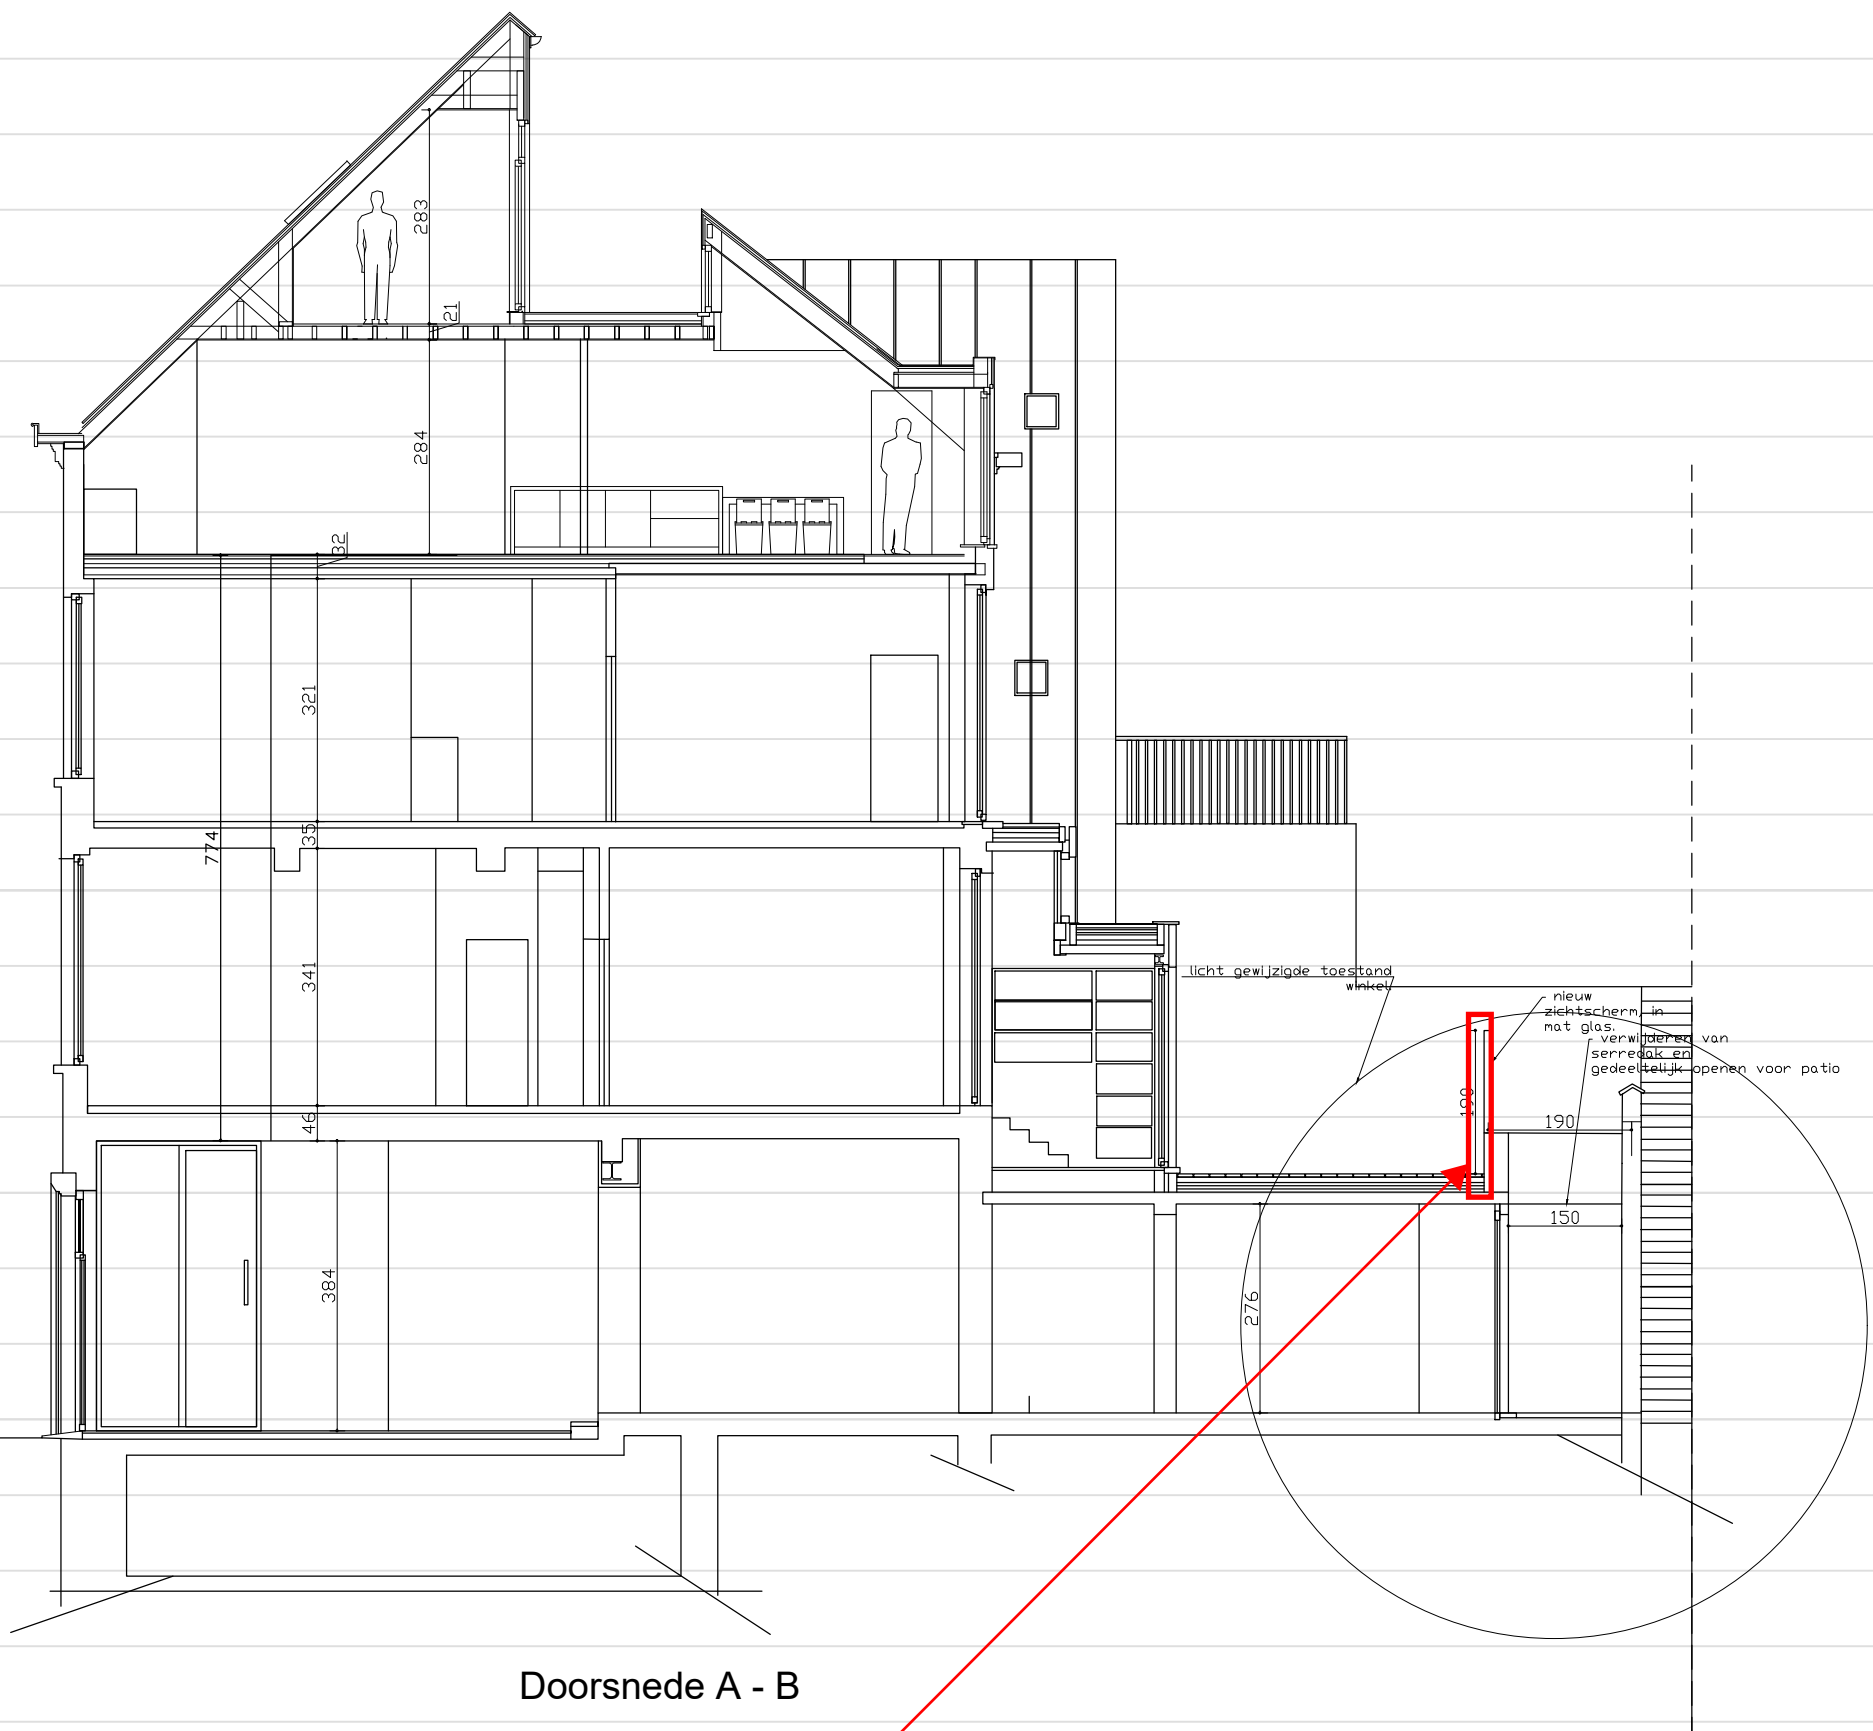 283
21
284
32
321
35
774
licht gewijzigde toestand
winkel
nieuw
zichtscherm, in
mat glas.
verwijderen van
serredak en
gedeeltelijk openen voor patio
341
190
190
46
150
384
276
Doorsnede A - B